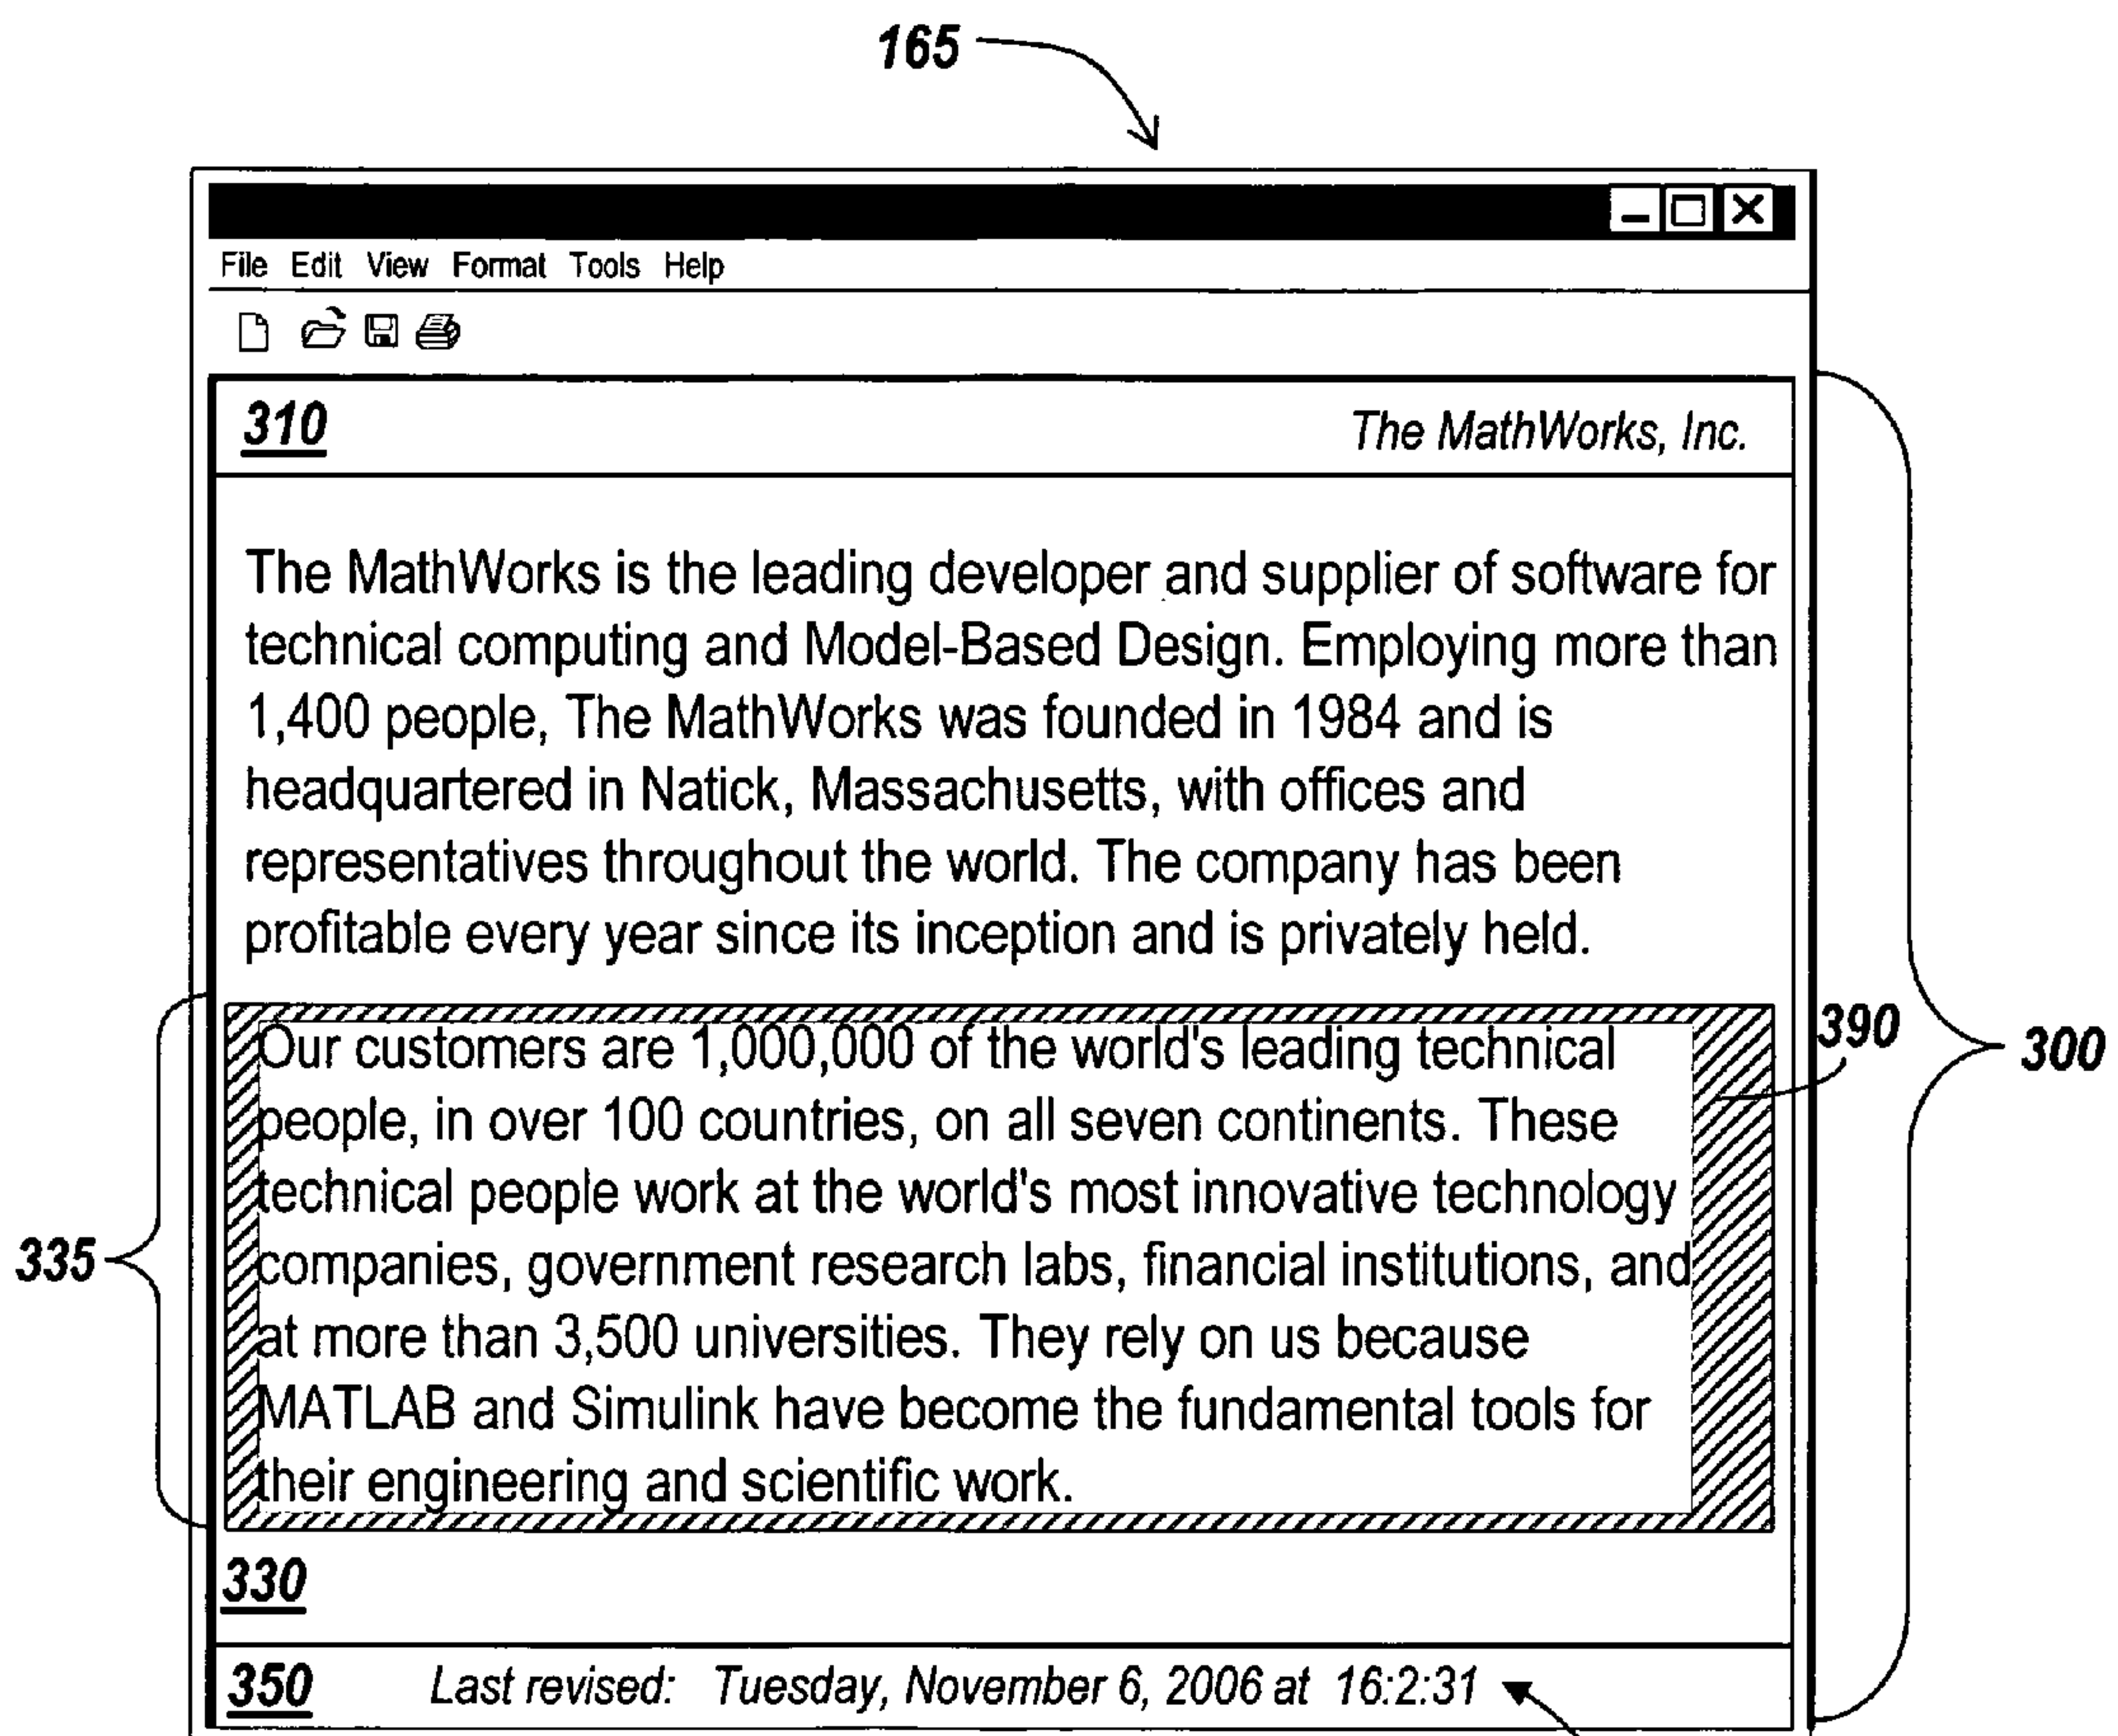 165
File Edit View Format Tools Help
310 The MathWorks, Inc.
The MathWorks is the leading developer and supplier of software for
technical computing and Model-Based Design. Employing more than
1,400 people, The MathWorks was founded in 1984 and is
headquartered in Natick, Massachusetts, with offices and
representatives throughout the world. The company has been
profitable every year since its inception and is privately held.
390
300
335
Our customers are 1,000,000 of the world's leading technical
people, in over 100 countries, on all seven continents. These
technical people work at the world's most innovative technology
companies, government research labs, financial institutions, and
at more than 3,500 universities. They rely on us because
MATLAB and Simulink have become the fundamental tools for
their engineering and scientific work.
330
350 Last revised: Tuesday, November 6, 2006 at 16:2:31